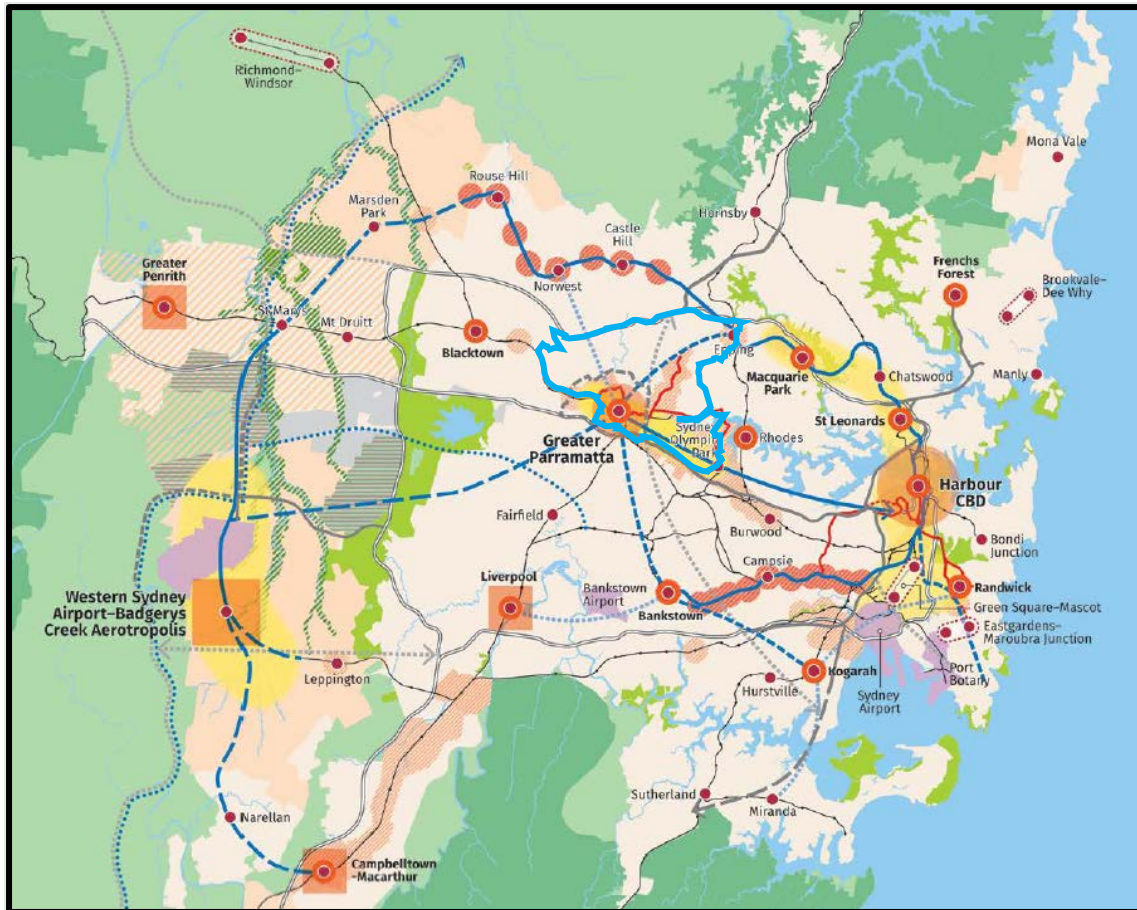 Richmond–
Windsor
Mona Vale
Rouse Hill
Marsden
Park
Hornsby
Castle
Hill
Norwest
Frenchs
Forest
Greater
Penrith
Brookvale–
Dee Why
St Marys
Mt Druitt
Blacktown
Epping
Macquarie
Park
Chatswood
Manly
St Leonards
Sydney
Olympic
Park
Rhodes
Greater
Parramatta
Harbour
CBD
Fairfield
Burwood
Bondi
Junction
Liverpool
Campsie
Bankstown
Airport
Bankstown
Randwick
Western Sydney
Airport–Badgerys
Creek Aerotropolis
Green Square–Mascot
Eastgardens–
Maroubra Junction
Leppington
Kogarah
Hurstville
Port
Botany
Sydney
Airport
Sutherland
Miranda
Narellan
Campbelltown
–Macarthur